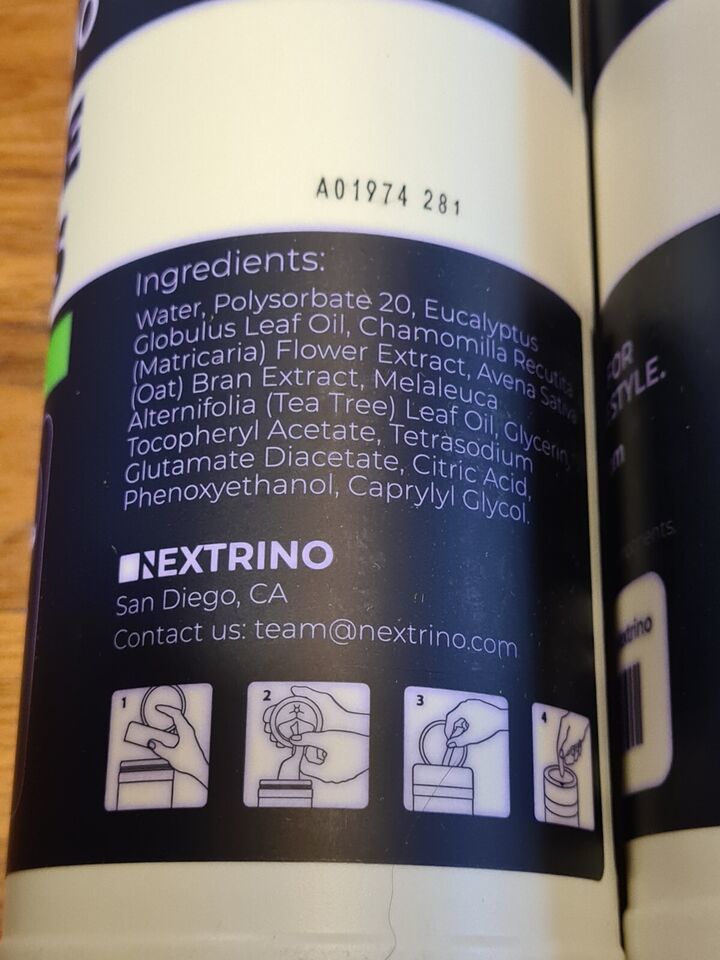 A01974 281
Ingredients:
Water, Polysorbate 20, Eucalyptus
Globulus Leaf Oil, Chamomilla Recutita
(Matricaria) Flower Extract, Avena Sativa
(Oat) Bran Extract, Melaleuca
Alternifolia (Tea Tree) Leaf Oil, Glycerin,
Tocopheryl Acetate, Tetrasodium
Glutamate Diacetate, Citric Acid,
Phenoxyethanol, Caprylyl Glycol.
NEXTRINO
San Diego, CA
Contact us: team@nextrino.com
1
2
3
4
FOR
STYLE.